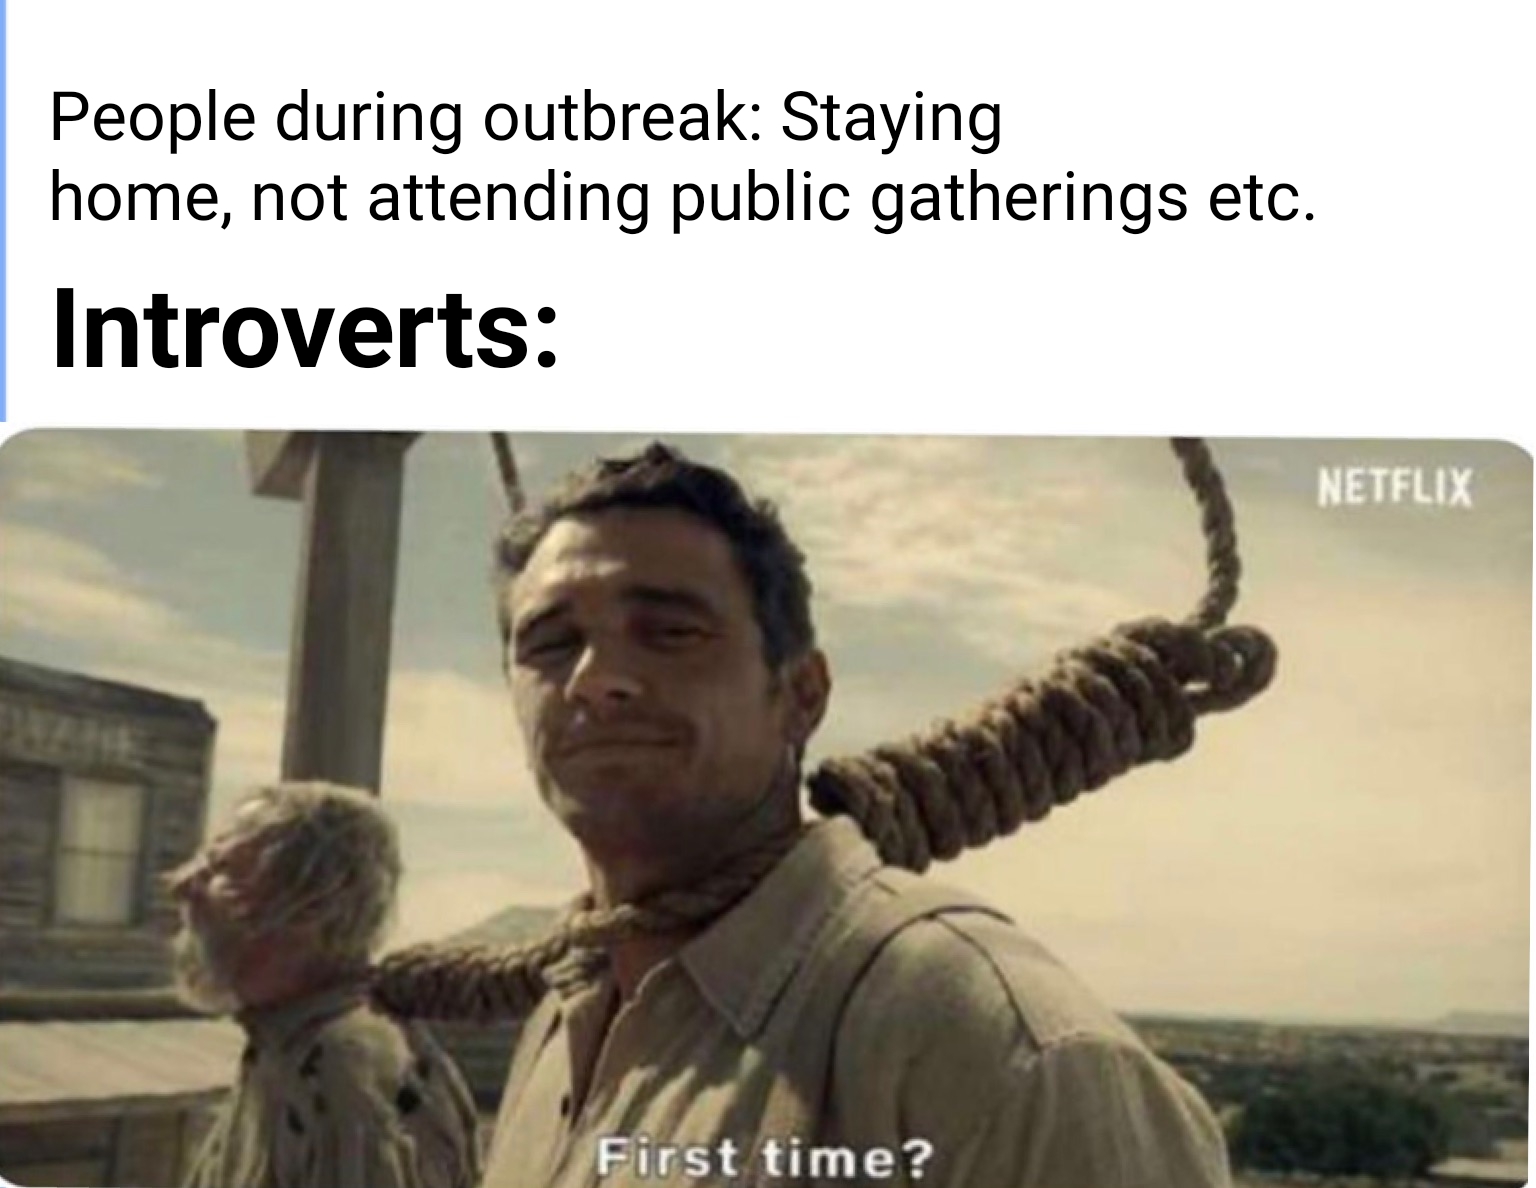 People during outbreak: Staying
home, not attending public gatherings etc.
Introverts:
NETFLIX
First time?